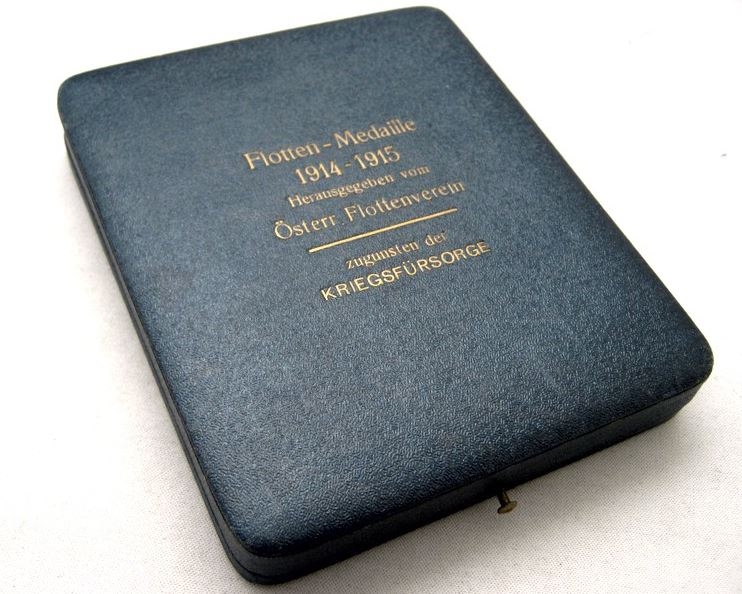 Flotten-Medaille
1914-1915
Herausgegeben vom
Österr. Flottenverein
zugunsten der
KRIEGSFÜRSORGE